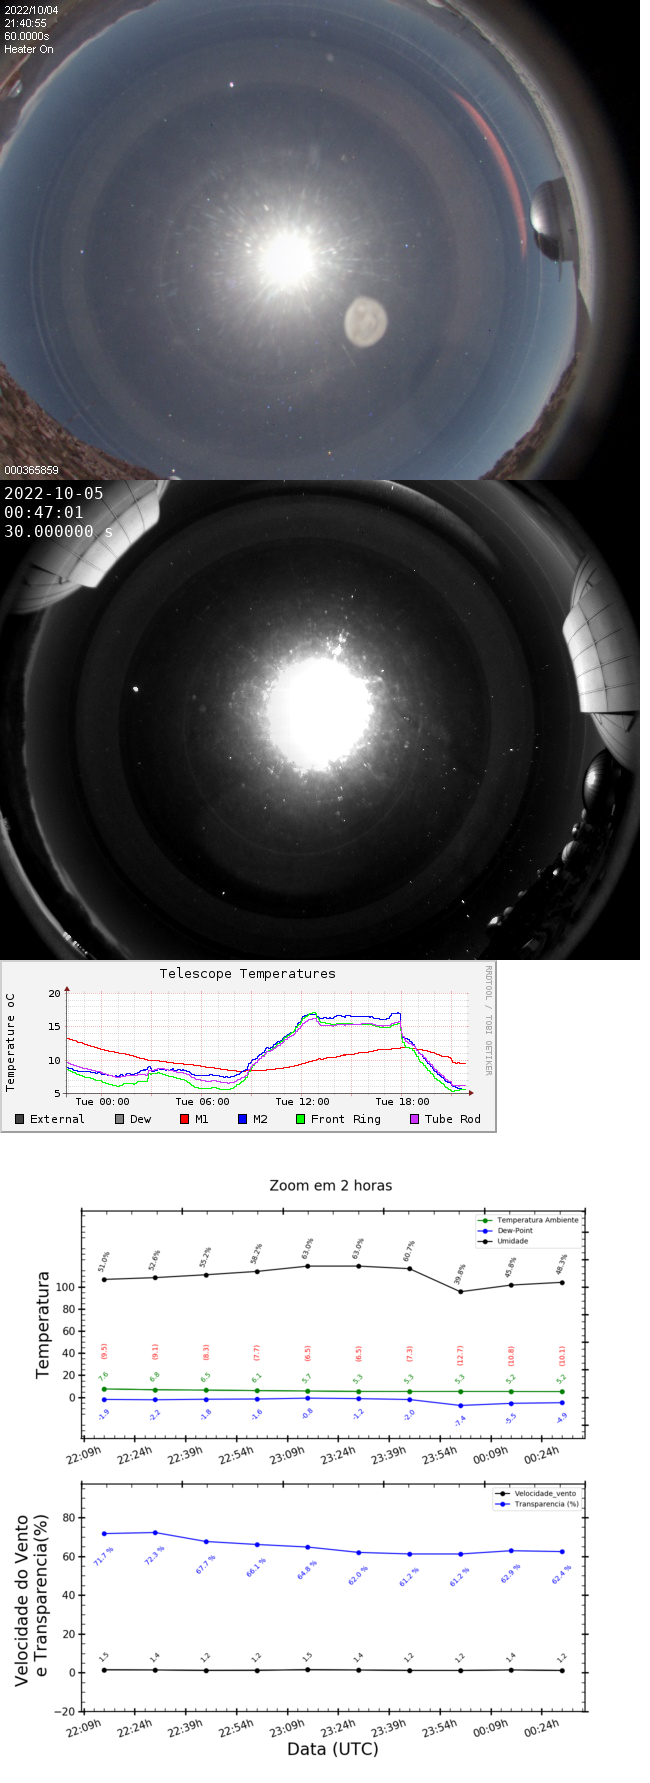 2022/10/04
21:40:55
60.0000s
Heater On
000365859
2022-10-05
00:47:01
30.000000 s
Telescope Temperatures
RRDTOOL / TOBI OETIKER
Temperature oC
20
15
10
5
Tue 00:00 Tue 06:00 Tue 12:00 Tue 18:00
External Dew M1 M2 Front Ring Tube Rod
Zoom em 2 horas
Temperatura Ambiente
Dew-Point
Umidade
Temperatura
100
80
60
40
20
0
51.0% 52.6% 55.2% 58.2% 63.0% 63.0% 60.7% 39.8% 45.8% 48.3%
(9.5) (9.1) (8.3) (7.7) (6.5) (6.5) (7.3) (12.7) (10.8) (10.1)
7.6 6.8 6.5 6.1 5.7 5.3 5.3 5.3 5.2 5.2
-1.9 -2.2 -1.8 -1.6 -0.8 -1.2 -2.0 -7.4 -5.5 -4.9
22:09h 22:24h 22:39h 22:54h 23:09h 23:24h 23:39h 23:54h 00:09h 00:24h
Velocidade_vento
Transparencia (%)
Velocidade do Vento
e Transparencia(%)
80
60
40
20
0
−20
71.7 % 72.3 % 67.7 % 66.1 % 64.8 % 62.0 % 61.2 % 61.2 % 62.9 % 62.4 %
1.5 1.4 1.2 1.2 1.5 1.4 1.2 1.2 1.4 1.2
22:09h 22:24h 22:39h 22:54h 23:09h 23:24h 23:39h 23:54h 00:09h 00:24h
Data (UTC)